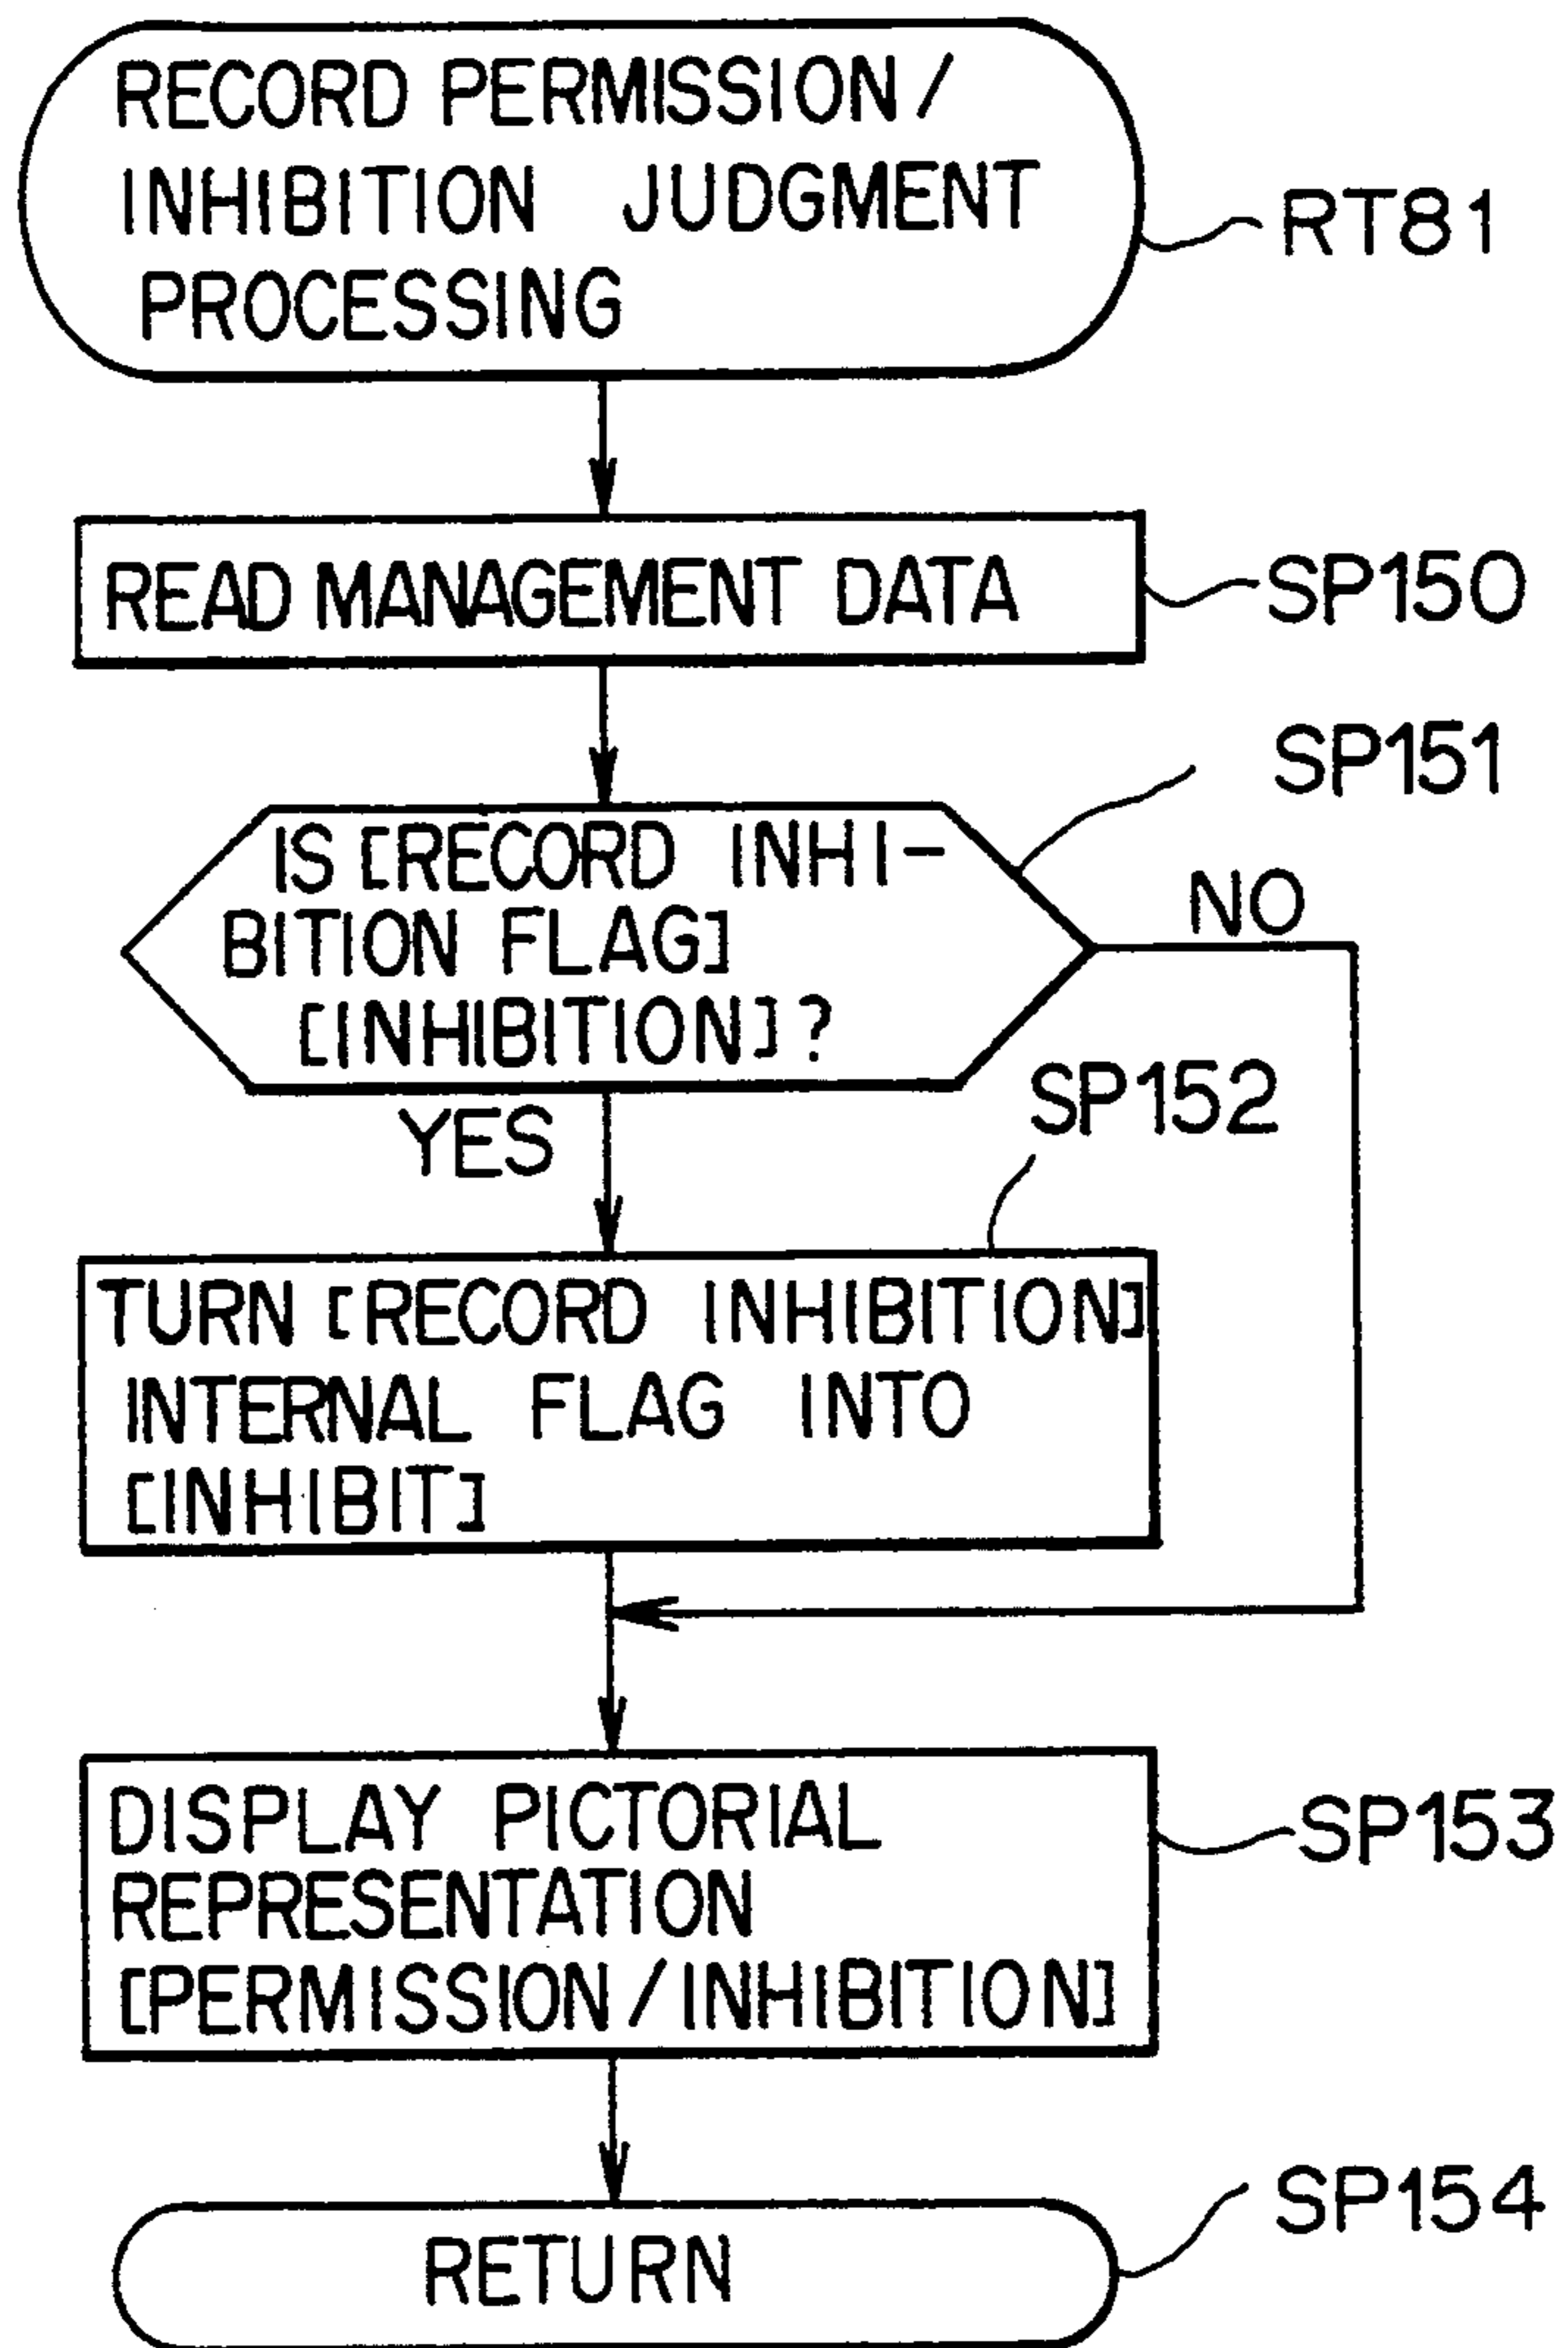 RECORD PERMISSION/
INHIBITION JUDGMENT
PROCESSING
RT81
READ MANAGEMENT DATA
SP150
SP151
IS [RECORD INHI-
BITION FLAG]
[INHIBITION]?
NO
YES
SP152
TURN [RECORD INHIBITION]
INTERNAL FLAG INTO
[INHIBIT]
DISPLAY PICTORIAL
REPRESENTATION
[PERMISSION/INHIBITION]
SP153
RETURN
SP154